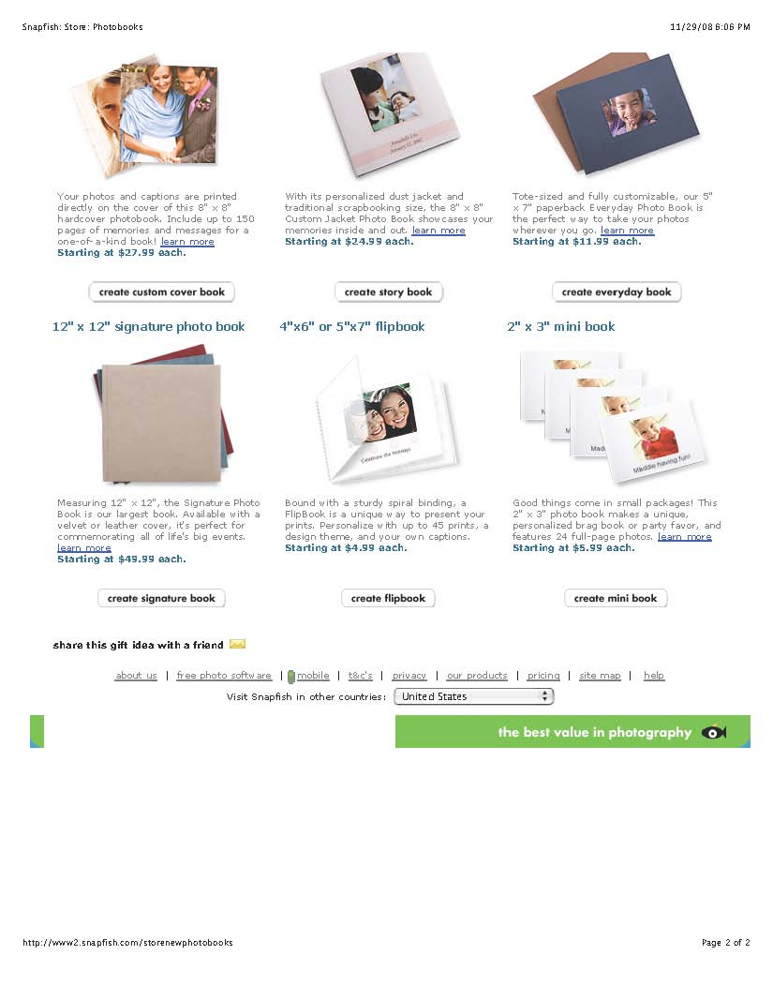 Snapfish: Store: Photobooks
11/29/08 6:06 PM
Annabelle Lee
January 12, 2007
Your photos and captions are printed
directly on the cover of this 8" x 8"
hardcover photobook. Include up to 150
pages of memories and messages for a
one-of-a-kind book! learn more
Starting at $27.99 each.
With its personalized dust jacket and
traditional scrapbooking size, the 8" x 8"
Custom Jacket Photo Book showcases your
memories inside and out. learn more
Starting at $24.99 each.
Tote-sized and fully customizable, our 5"
x 7" paperback Everyday Photo Book is
the perfect way to take your photos
wherever you go. learn more
Starting at $11.99 each.
create custom cover book
create story book
create everyday book
12" x 12" signature photo book
4"x6" or 5"x7" flipbook
2" x 3" mini book
Celebrate the Holidays
N
M
Mad
Maddie having fun!
Measuring 12" x 12", the Signature Photo
Book is our largest book. Available with a
velvet or leather cover, it's perfect for
commemorating all of life's big events.
learn more
Starting at $49.99 each.
Bound with a sturdy spiral binding, a
FlipBook is a unique way to present your
prints. Personalize with up to 45 prints, a
design theme, and your own captions.
Starting at $4.99 each.
Good things come in small packages! This
2" x 3" photo book makes a unique,
personalized brag book or party favor, and
features 24 full-page photos. learn more
Starting at $5.99 each.
create signature book
create flipbook
create mini book
share this gift idea with a friend
about us | free photo software | mobile | t&c's | privacy | our products | pricing | site map | help
Visit Snapfish in other countries: United States
the best value in photography
http://www2.snapfish.com/storenewphotobooks
Page 2 of 2